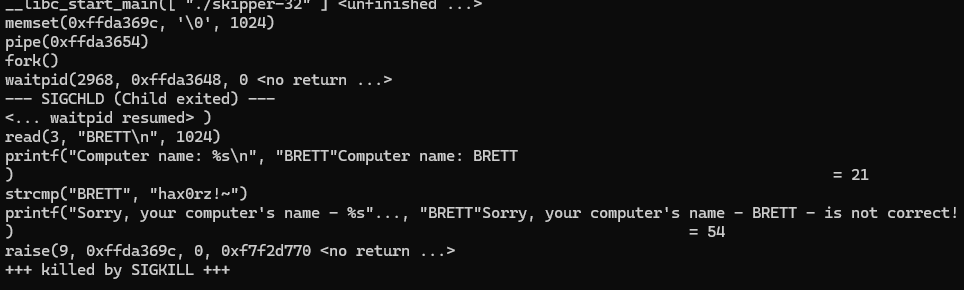 __libc_start_main([ "./skipper-32" ] <unfinished ...>
memset(0xffda369c, '\0', 1024)
pipe(0xffda3654)
fork()
waitpid(2968, 0xffda3648, 0 <no return ...>
--- SIGCHLD (Child exited) ---
<... waitpid resumed> )
read(3, "BRETT\n", 1024)
printf("Computer name: %s\n", "BRETT"Computer name: BRETT
) = 21
strcmp("BRETT", "hax0rz!~")
printf("Sorry, your computer's name - %s"..., "BRETT"Sorry, your computer's name - BRETT - is not correct!
) = 54
raise(9, 0xffda369c, 0, 0xf7f2d770 <no return ...>
+++ killed by SIGKILL +++